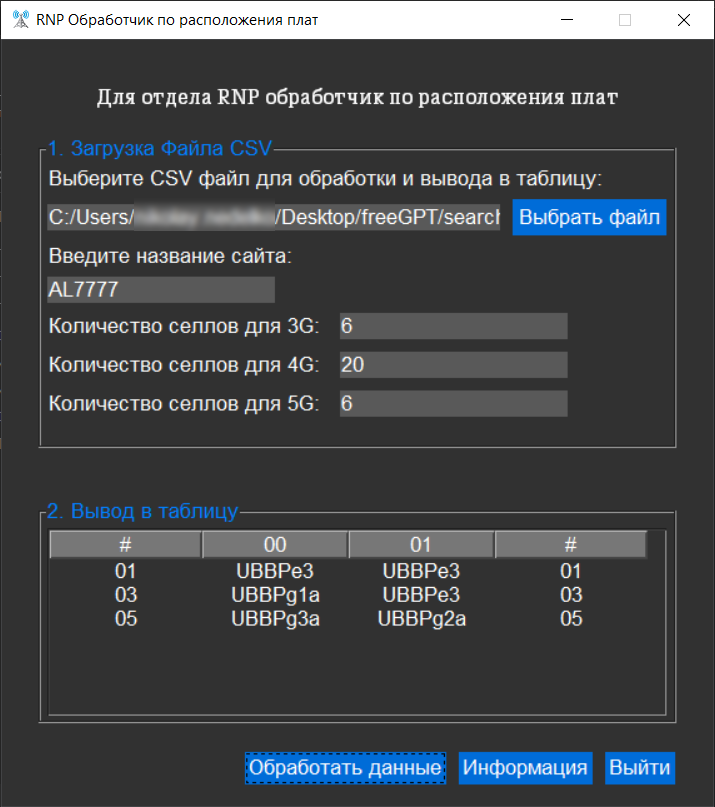 RNP Обработчик по расположения плат
Для отдела RNP обработчик по расположения плат
1. Загрузка Файла CSV
Выберите CSV файл для обработки и вывода в таблицу:
C:/Users/ /Desktop/freeGPT/search Выбрать файл
Введите название сайта:
AL7777
Количество селлов для 3G: 6
Количество селлов для 4G: 20
Количество селлов для 5G: 6
2. Вывод в таблицу
# 00 01 #
01 UBBPe3 UBBPe3 01
03 UBBPg1a UBBPe3 03
05 UBBPg3a UBBPg2a 05
Обработать данные Информация Выйти